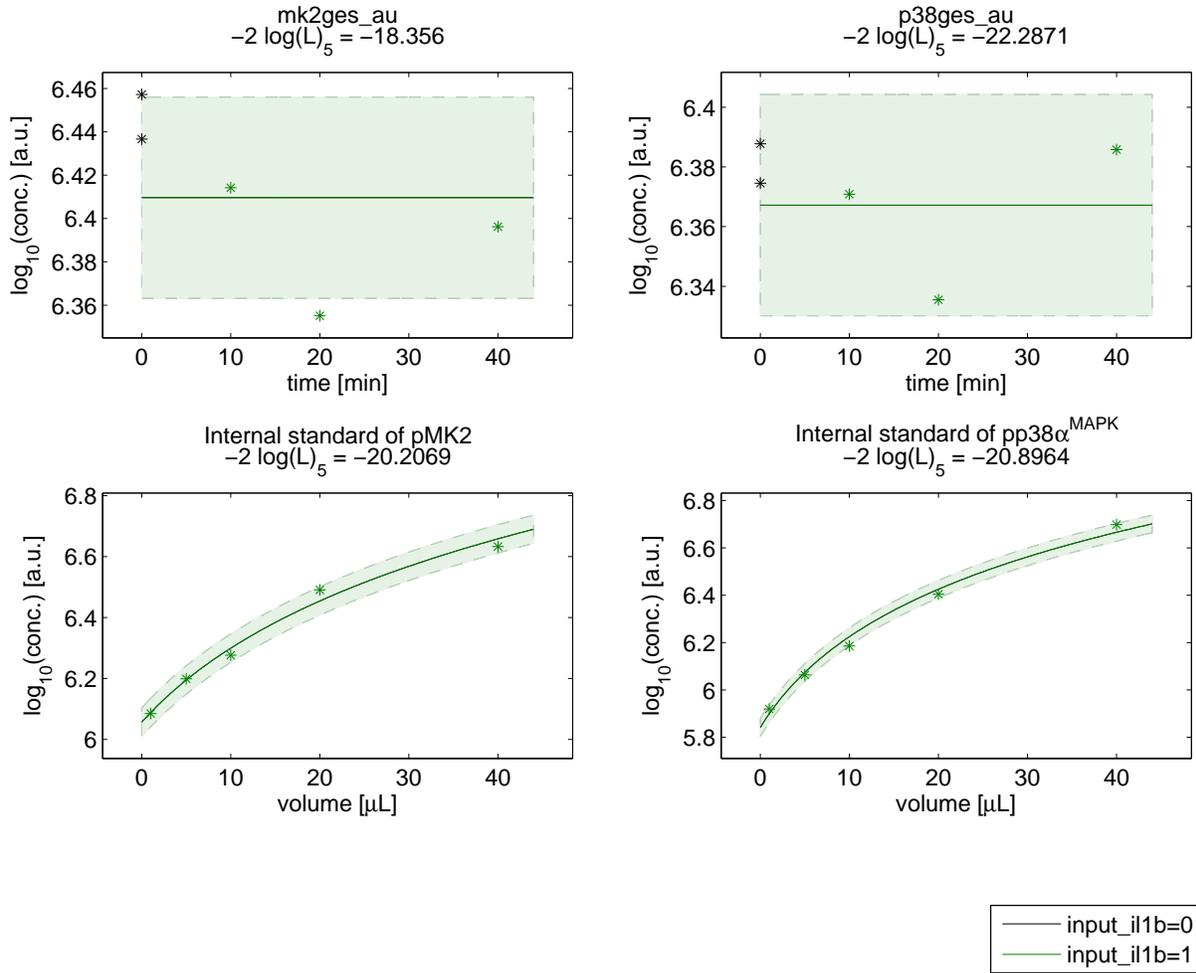 mk2ges_au
−2 log(L)5 = −18.356
log10(conc.) [a.u.]
6.46
6.44
6.42
6.4
6.38
6.36
0 10 20 30 40
time [min]
p38ges_au
−2 log(L)5 = −22.2871
log10(conc.) [a.u.]
6.4
6.38
6.36
6.34
0 10 20 30 40
time [min]
Internal standard of pMK2
−2 log(L)5 = −20.2069
log10(conc.) [a.u.]
6.8
6.6
6.4
6.2
6
0 10 20 30 40
volume [µL]
Internal standard of pp38αMAPK
−2 log(L)5 = −20.8964
log10(conc.) [a.u.]
6.8
6.6
6.4
6.2
6
5.8
0 10 20 30 40
volume [µL]
input_il1b=0
input_il1b=1